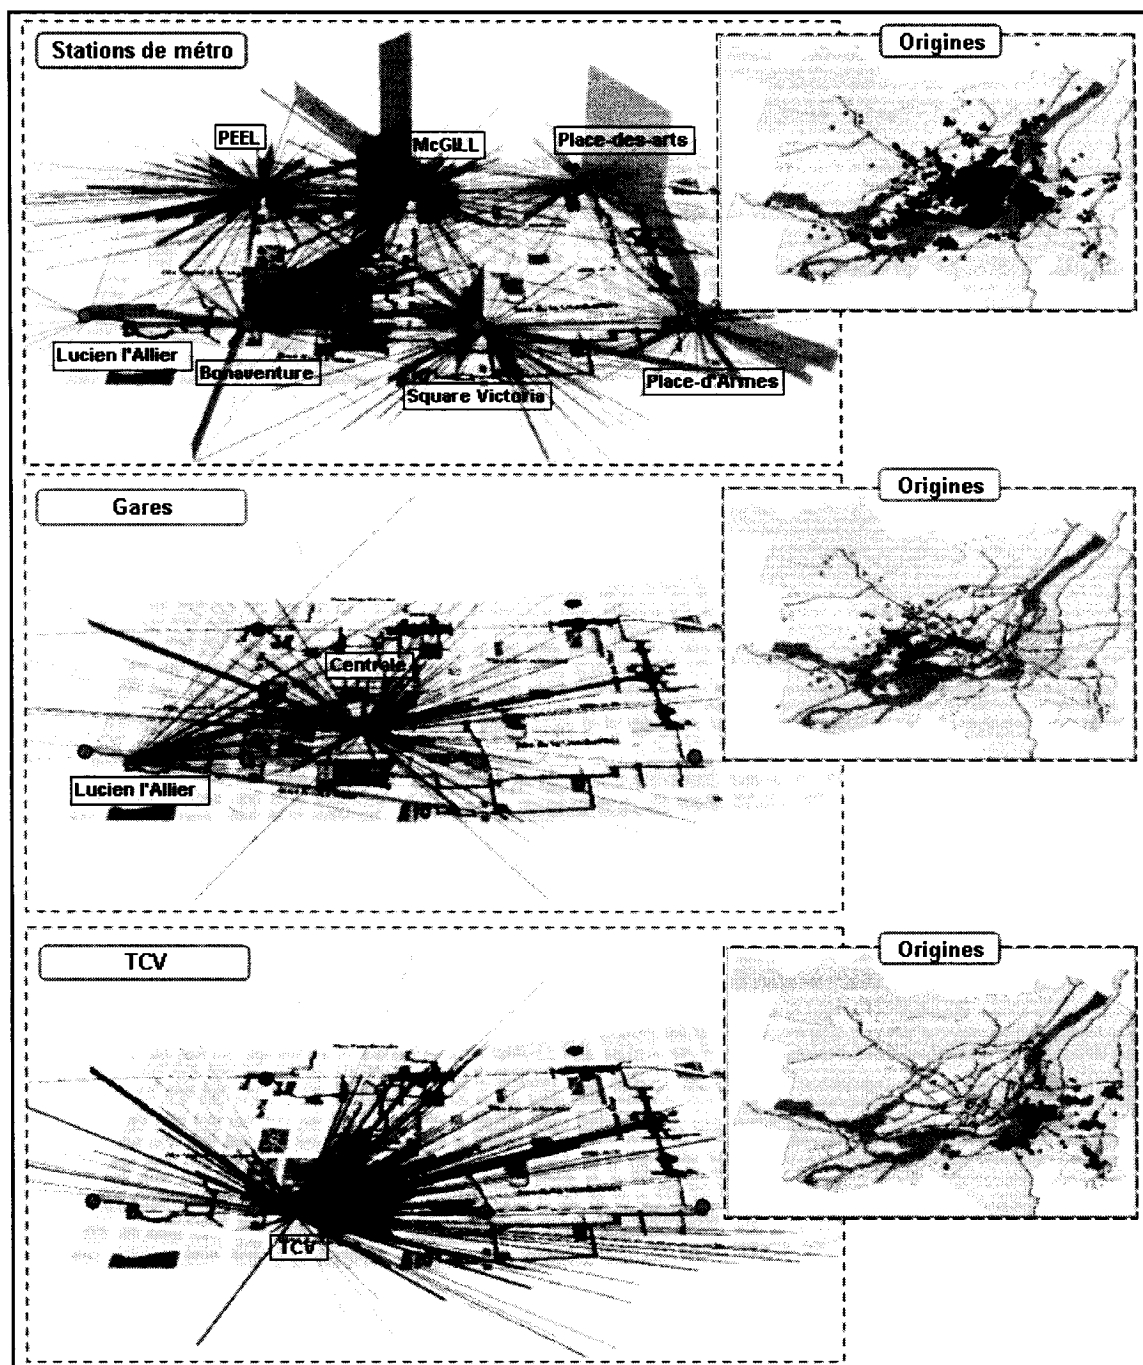 Stations de métro
Origines
PEEL
McGILL
Place-des-arts
Lucien l'Allier
Bonaventure
Square Victoria
Place-d'Armes
Gares
Origines
Centrale
Lucien l'Allier
TCV
Origines
TCV